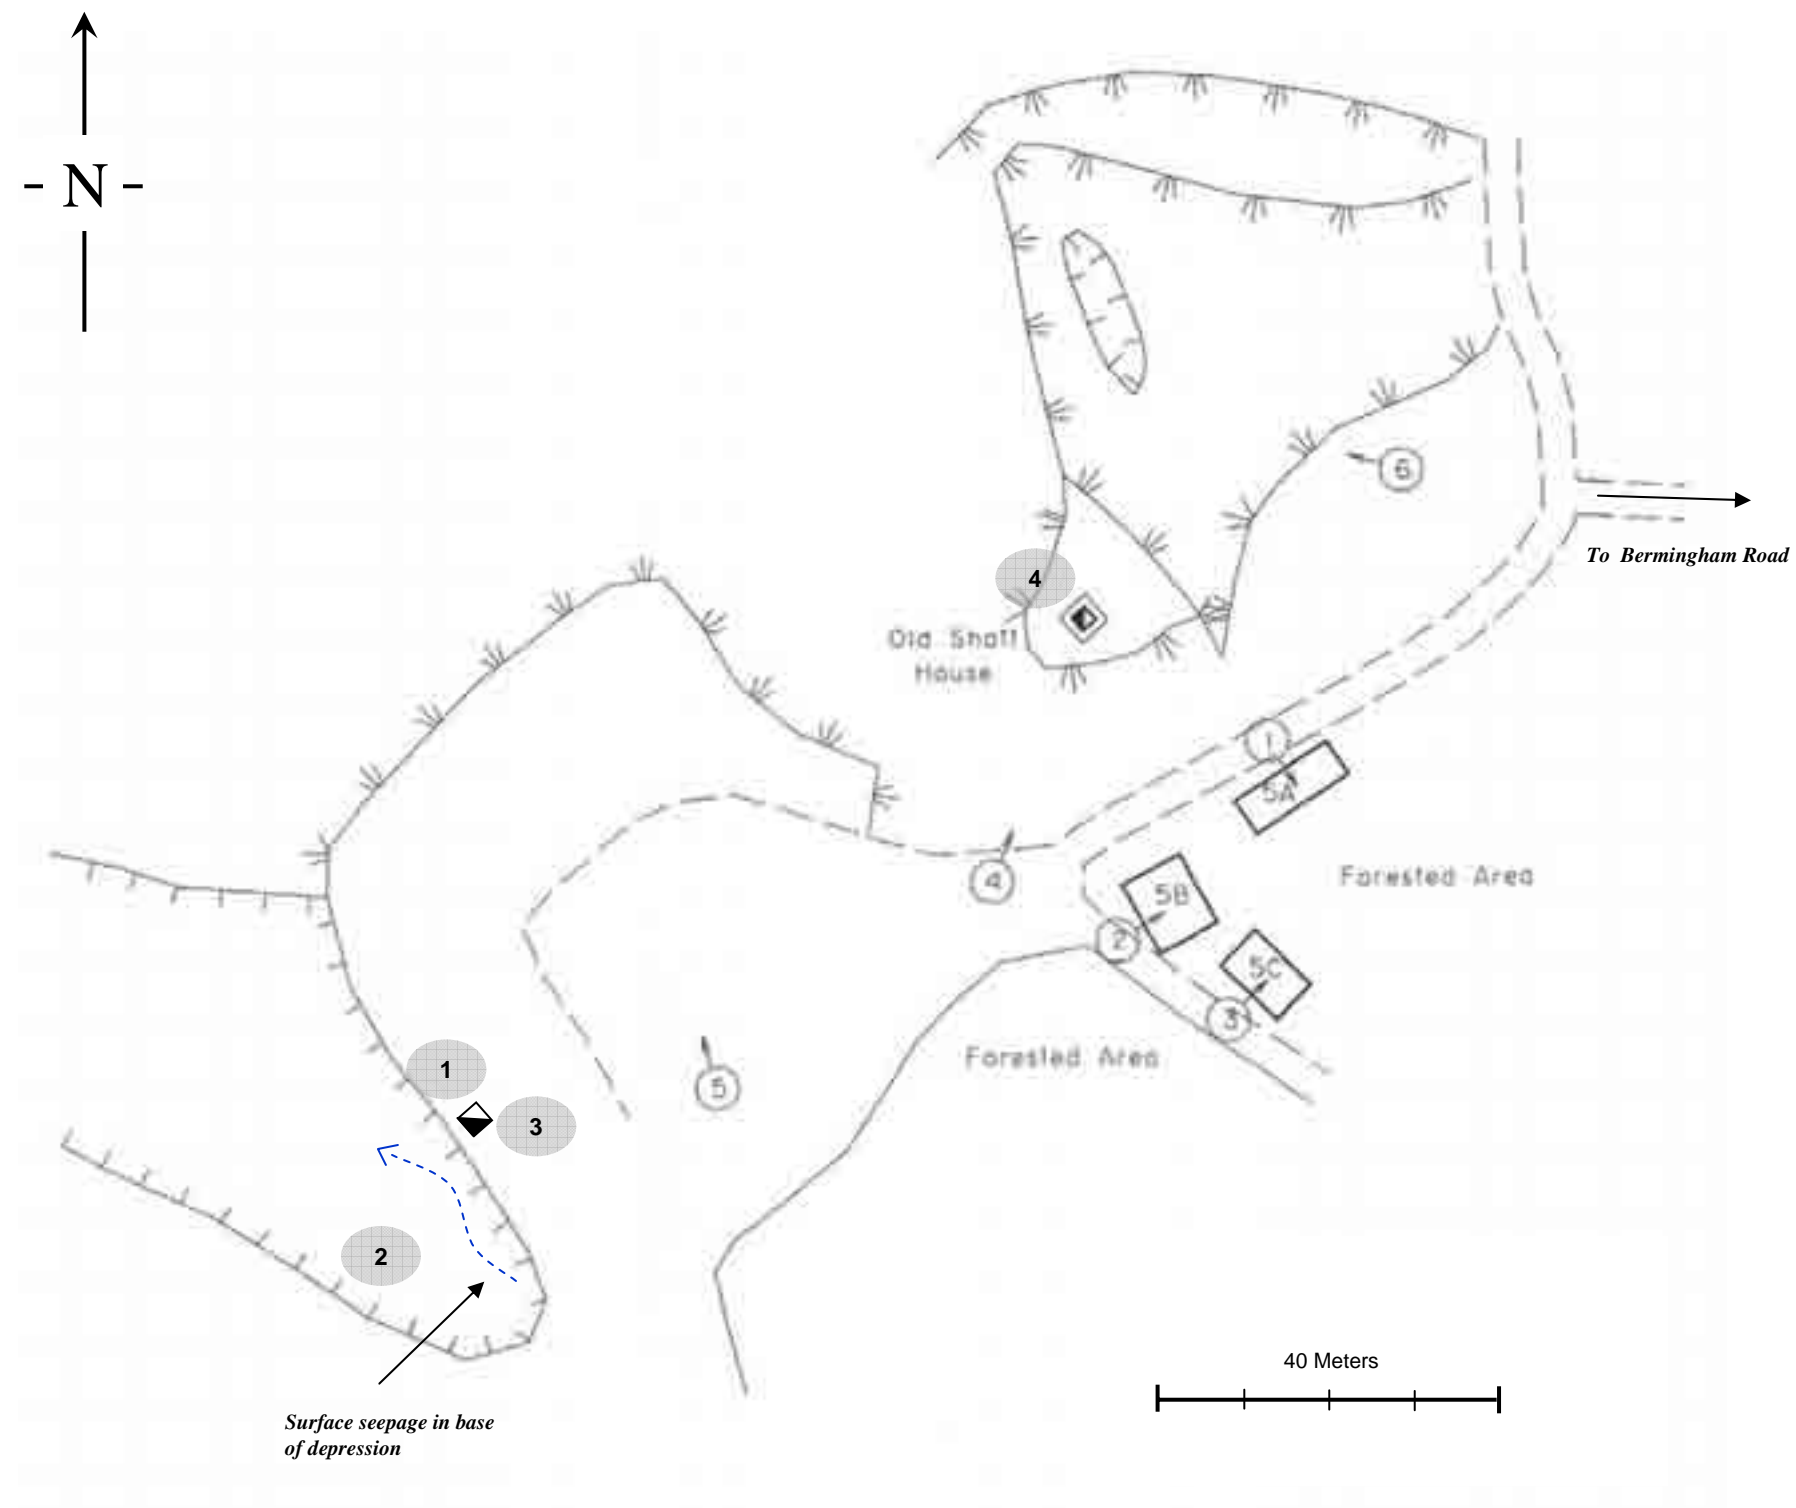 - N -
6
To Bermingham Road
4
Old Shaft
House
1
5A
4
5B
Forested Area
2
5C
3
Forested Area
1
3
5
2
40 Meters
Surface seepage in base
of depression